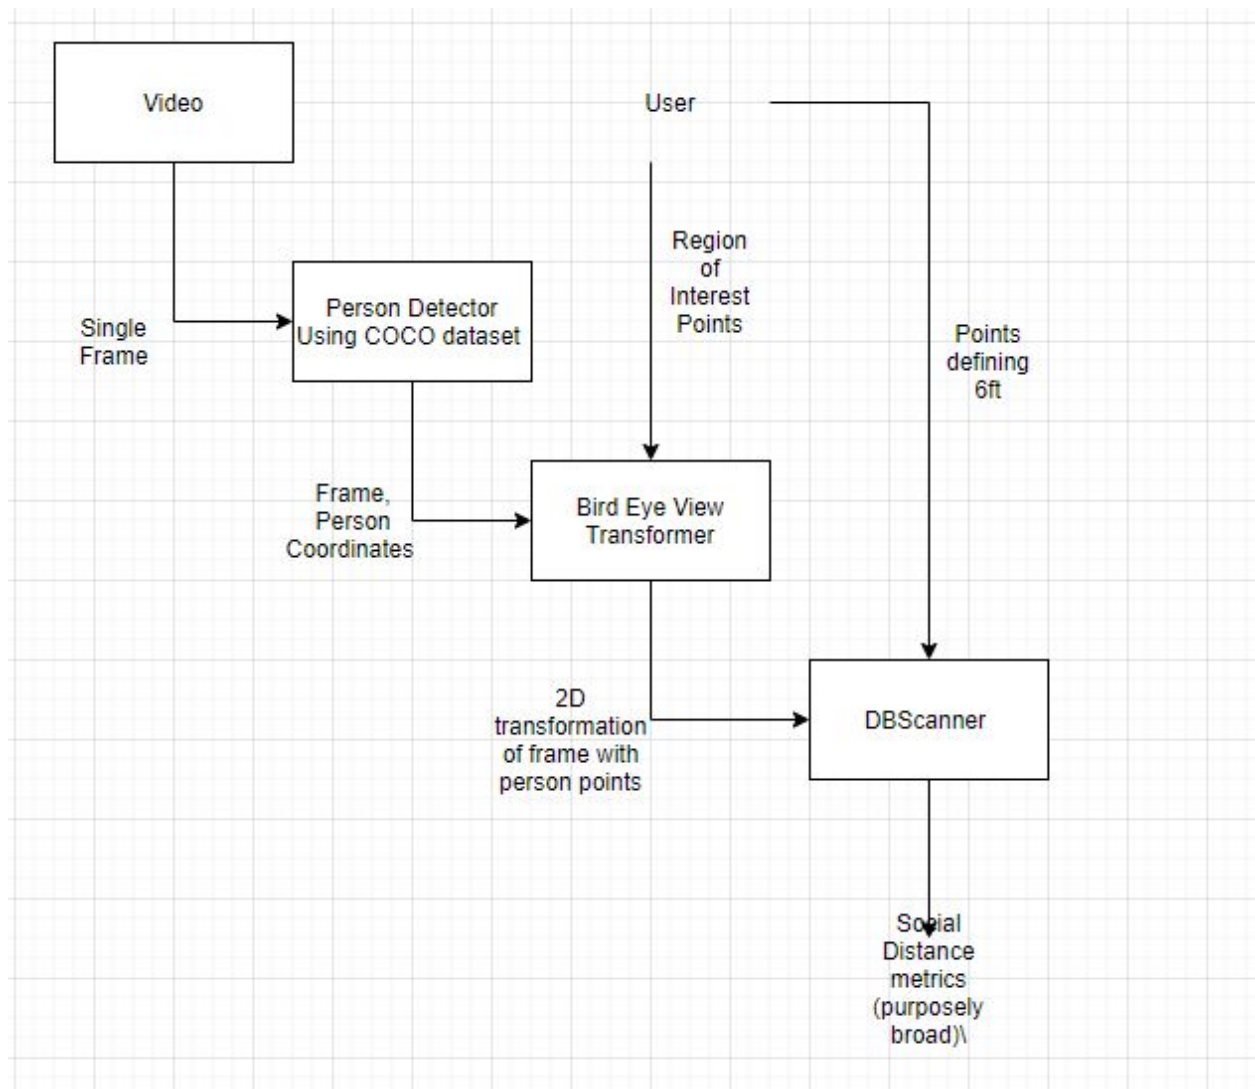 Video
User
Region
of
Interest
Points
Single
Frame
Person Detector
Using COCO dataset
Points
defining
6ft
Frame,
Person
Coordinates
Bird Eye View
Transformer
2D
transformation
of frame with
person points
DBScanner
Social
Distance
metrics
(purposely
broad)\